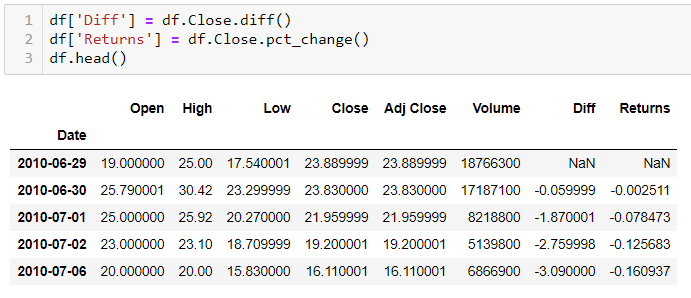 1 df['Diff'] = df.Close.diff()
2 df['Returns'] = df.Close.pct_change()
3 df.head()
Open High Low Close Adj Close Volume Diff Returns
Date
2010-06-29 19.000000 25.00 17.540001 23.889999 23.889999 18766300 NaN NaN
2010-06-30 25.790001 30.42 23.299999 23.830000 23.830000 17187100 -0.059999 -0.002511
2010-07-01 25.000000 25.92 20.270000 21.959999 21.959999 8218800 -1.870001 -0.078473
2010-07-02 23.000000 23.10 18.709999 19.200001 19.200001 5139800 -2.759998 -0.125683
2010-07-06 20.000000 20.00 15.830000 16.110001 16.110001 6866900 -3.090000 -0.160937